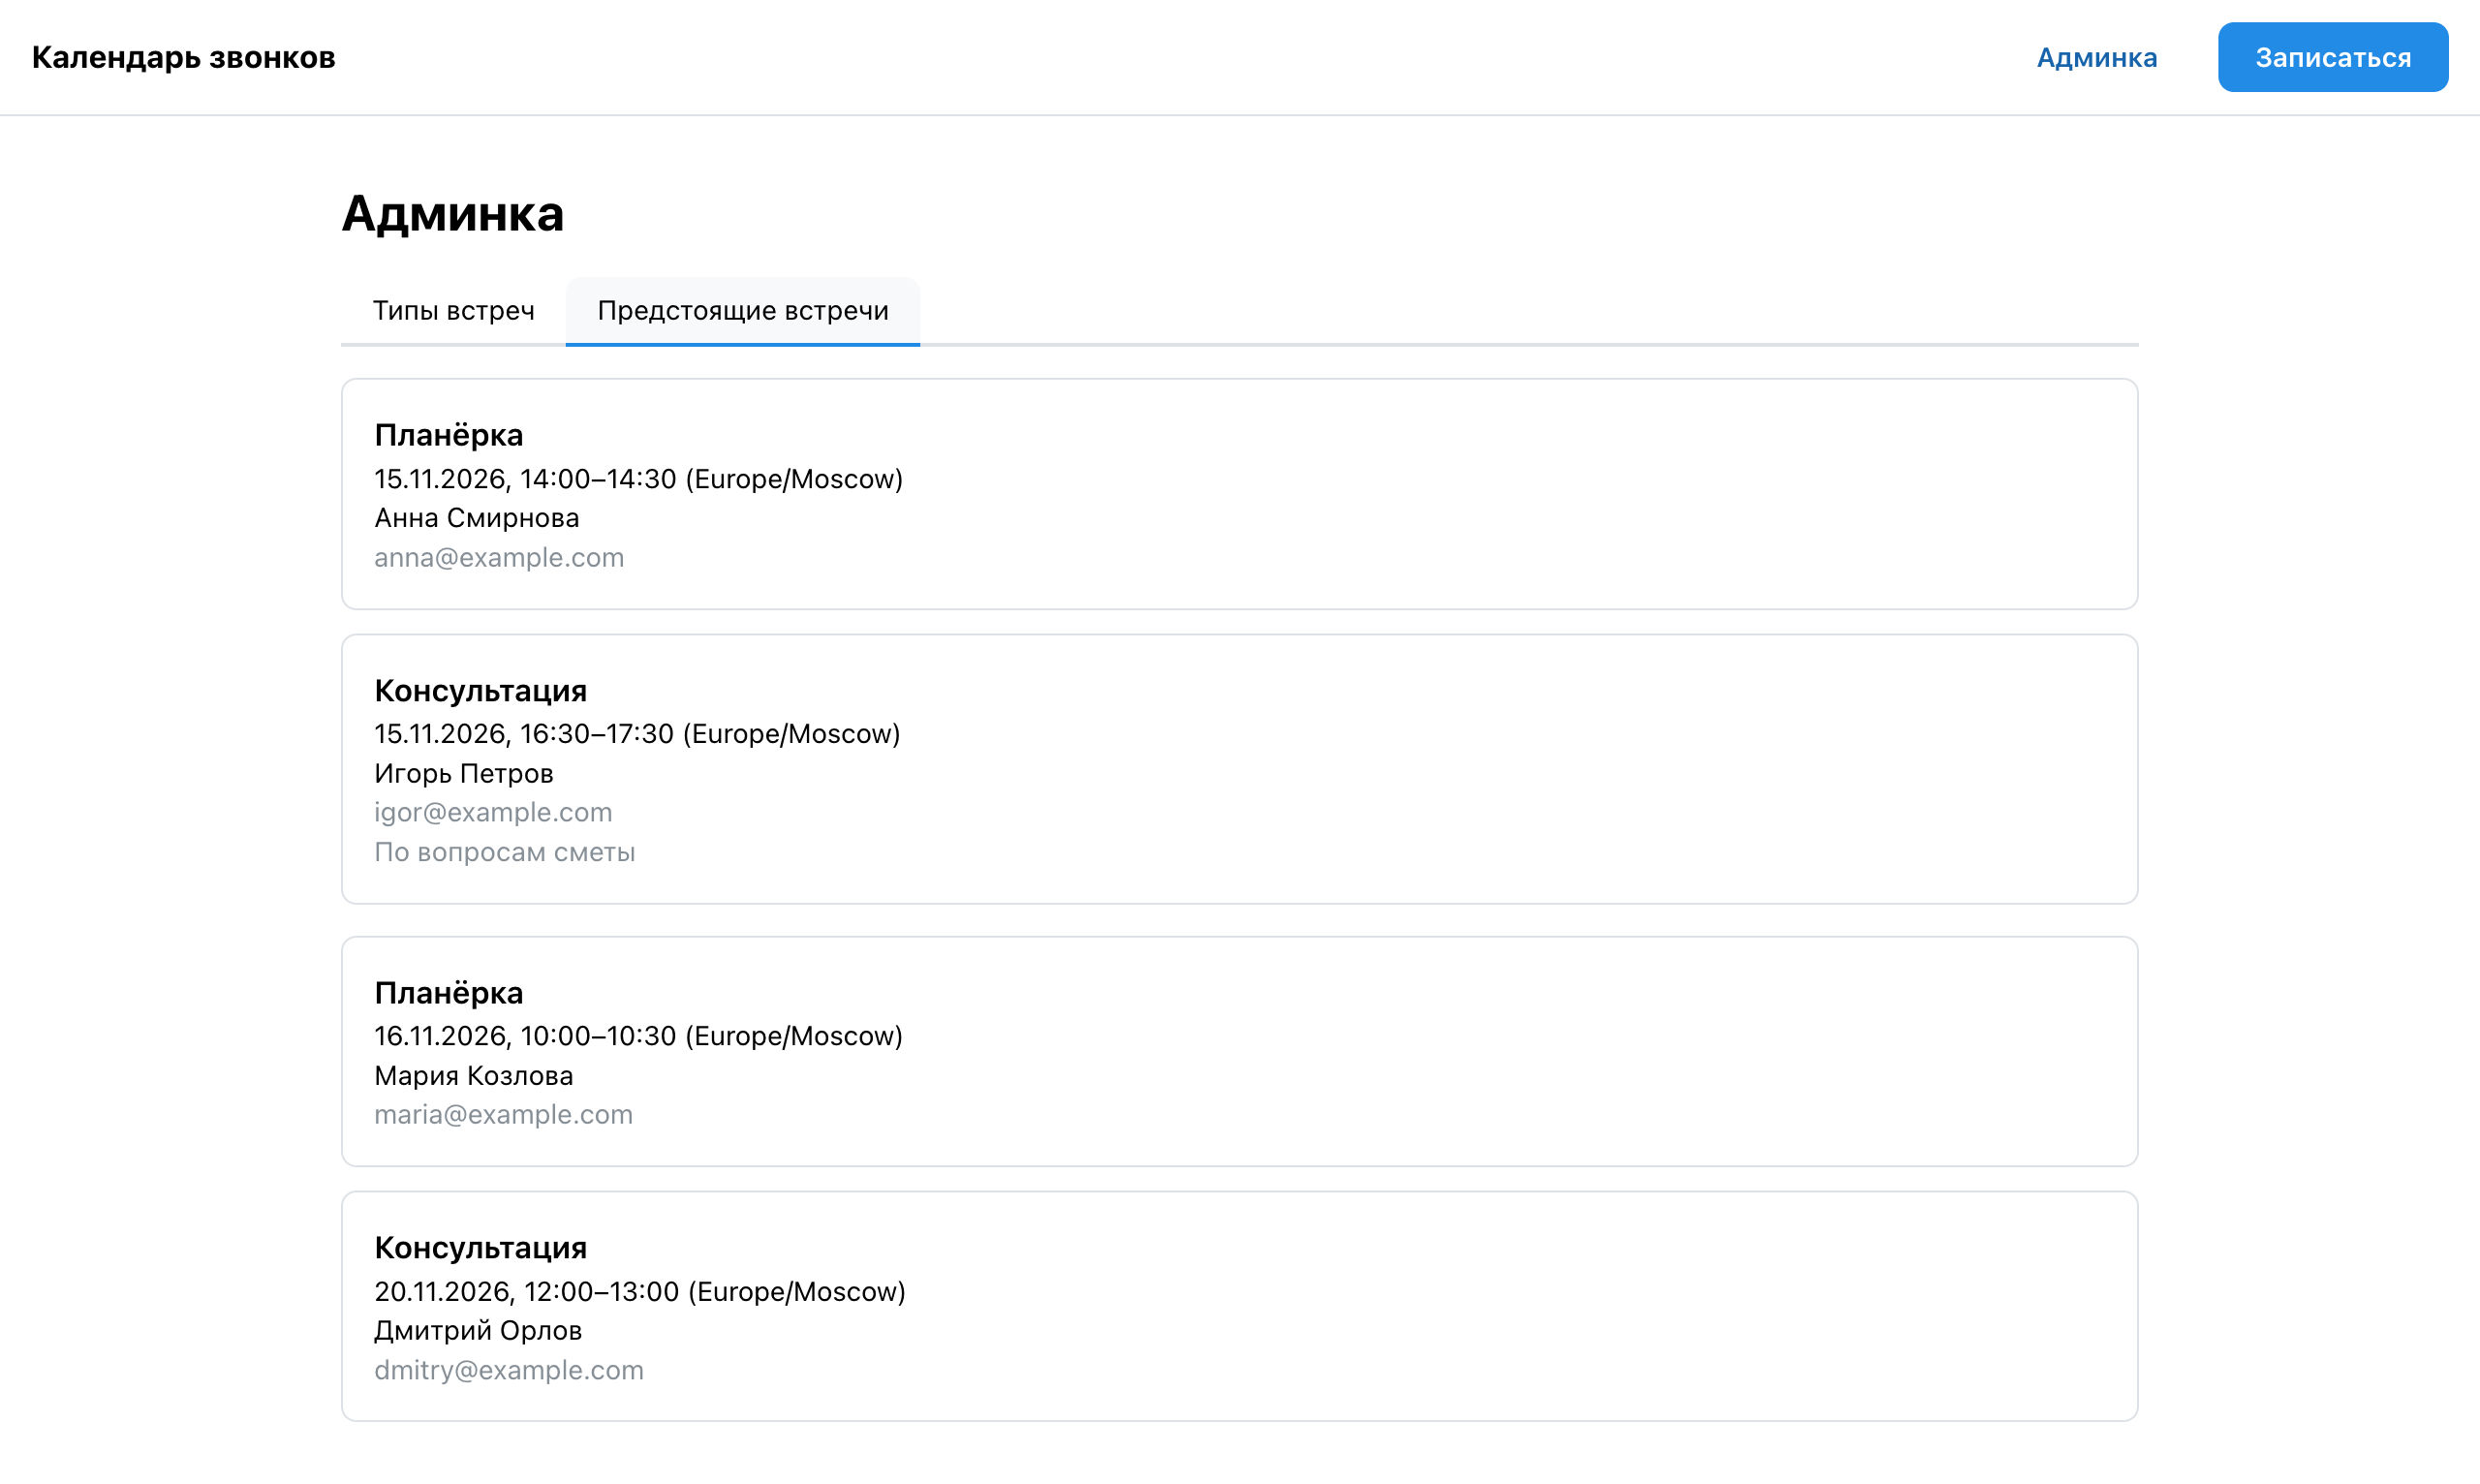 Календарь звонков
Админка
Записаться
Админка
Типы встреч
Предстоящие встречи
Планёрка
15.11.2026, 14:00–14:30 (Europe/Moscow)
Анна Смирнова
anna@example.com
Консультация
15.11.2026, 16:30–17:30 (Europe/Moscow)
Игорь Петров
igor@example.com
По вопросам сметы
Планёрка
16.11.2026, 10:00–10:30 (Europe/Moscow)
Мария Козлова
maria@example.com
Консультация
20.11.2026, 12:00–13:00 (Europe/Moscow)
Дмитрий Орлов
dmitry@example.com